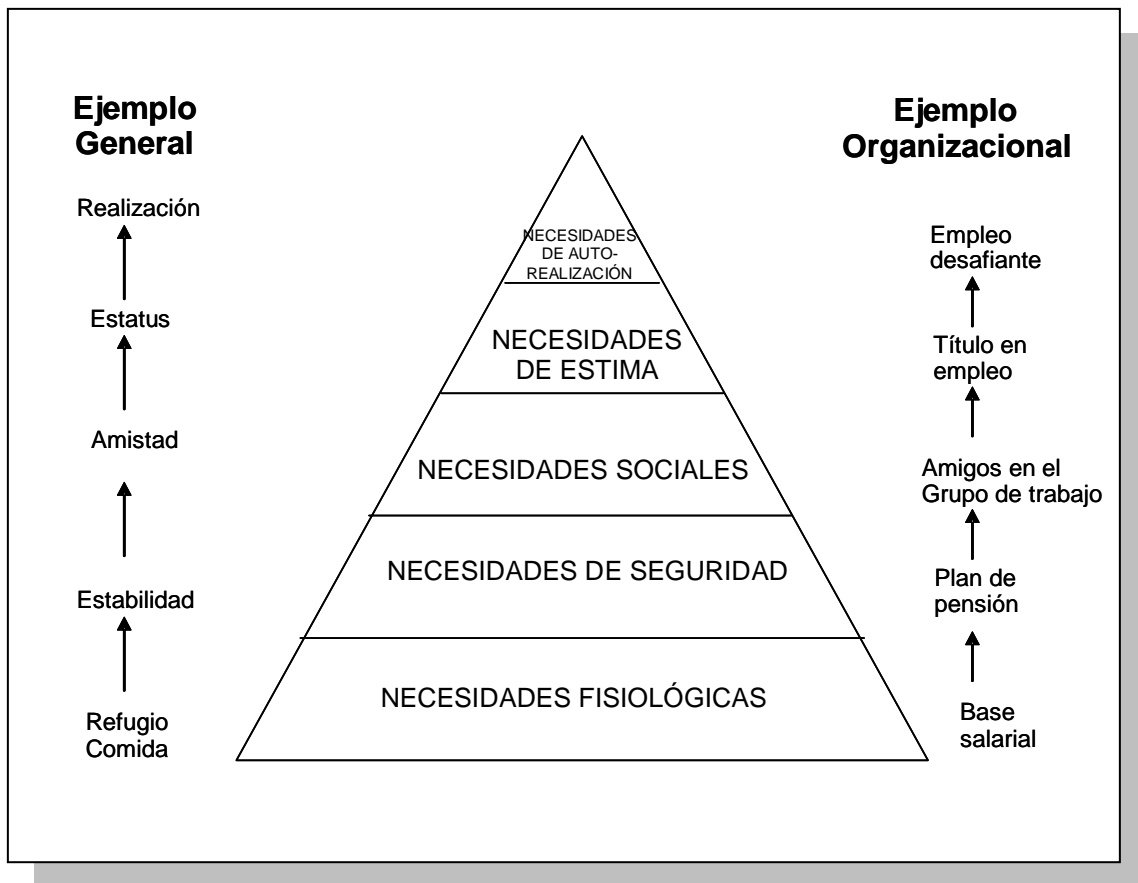 Ejemplo
General
Realización
Estatus
Amistad
Estabilidad
Refugio
Comida
NECESIDADES
DE AUTO-
REALIZACIÓN
NECESIDADES
DE ESTIMA
NECESIDADES SOCIALES
NECESIDADES DE SEGURIDAD
NECESIDADES FISIOLÓGICAS
Ejemplo
Organizacional
Empleo
desafiante
Título en
empleo
Amigos en el
Grupo de trabajo
Plan de
pensión
Base
salarial